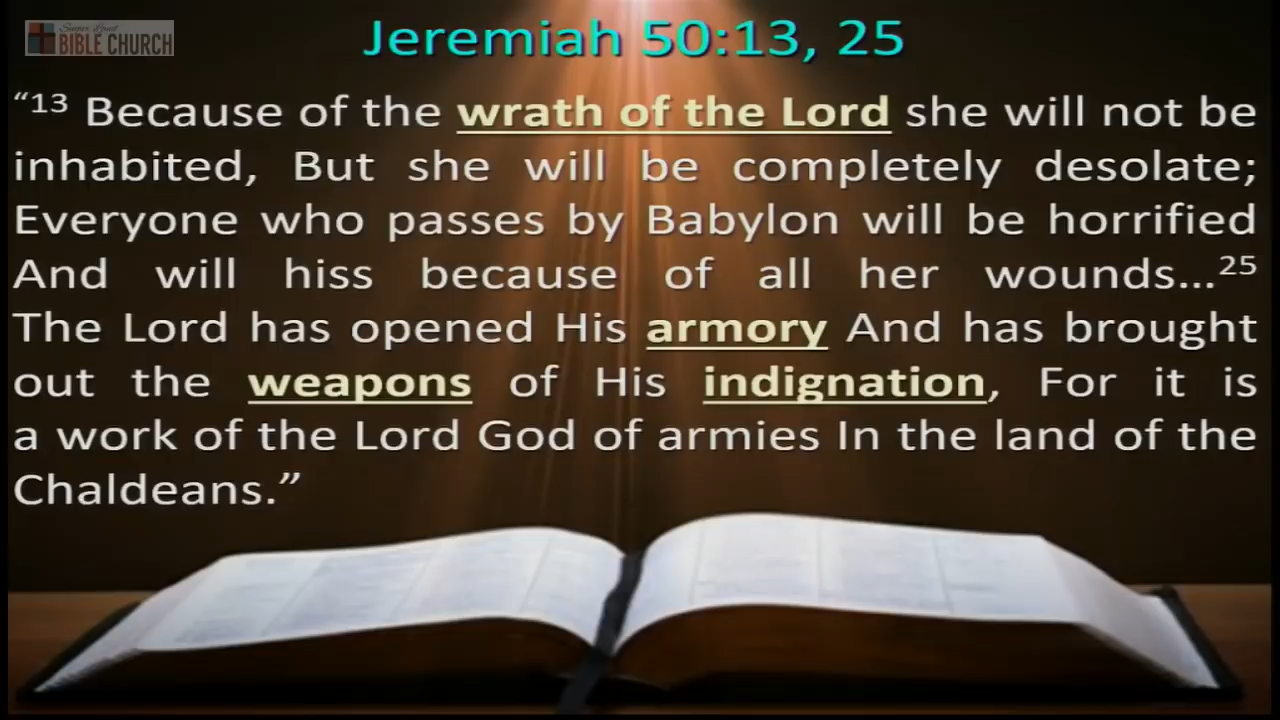 Sugar Land
BIBLE CHURCH
Jeremiah 50:13, 25
“13 Because of the wrath of the Lord she will not be
inhabited, But she will be completely desolate;
Everyone who passes by Babylon will be horrified
And will hiss because of all her wounds…25
The Lord has opened His armory And has brought
out the weapons of His indignation, For it is
a work of the Lord God of armies In the land of the
Chaldeans.”